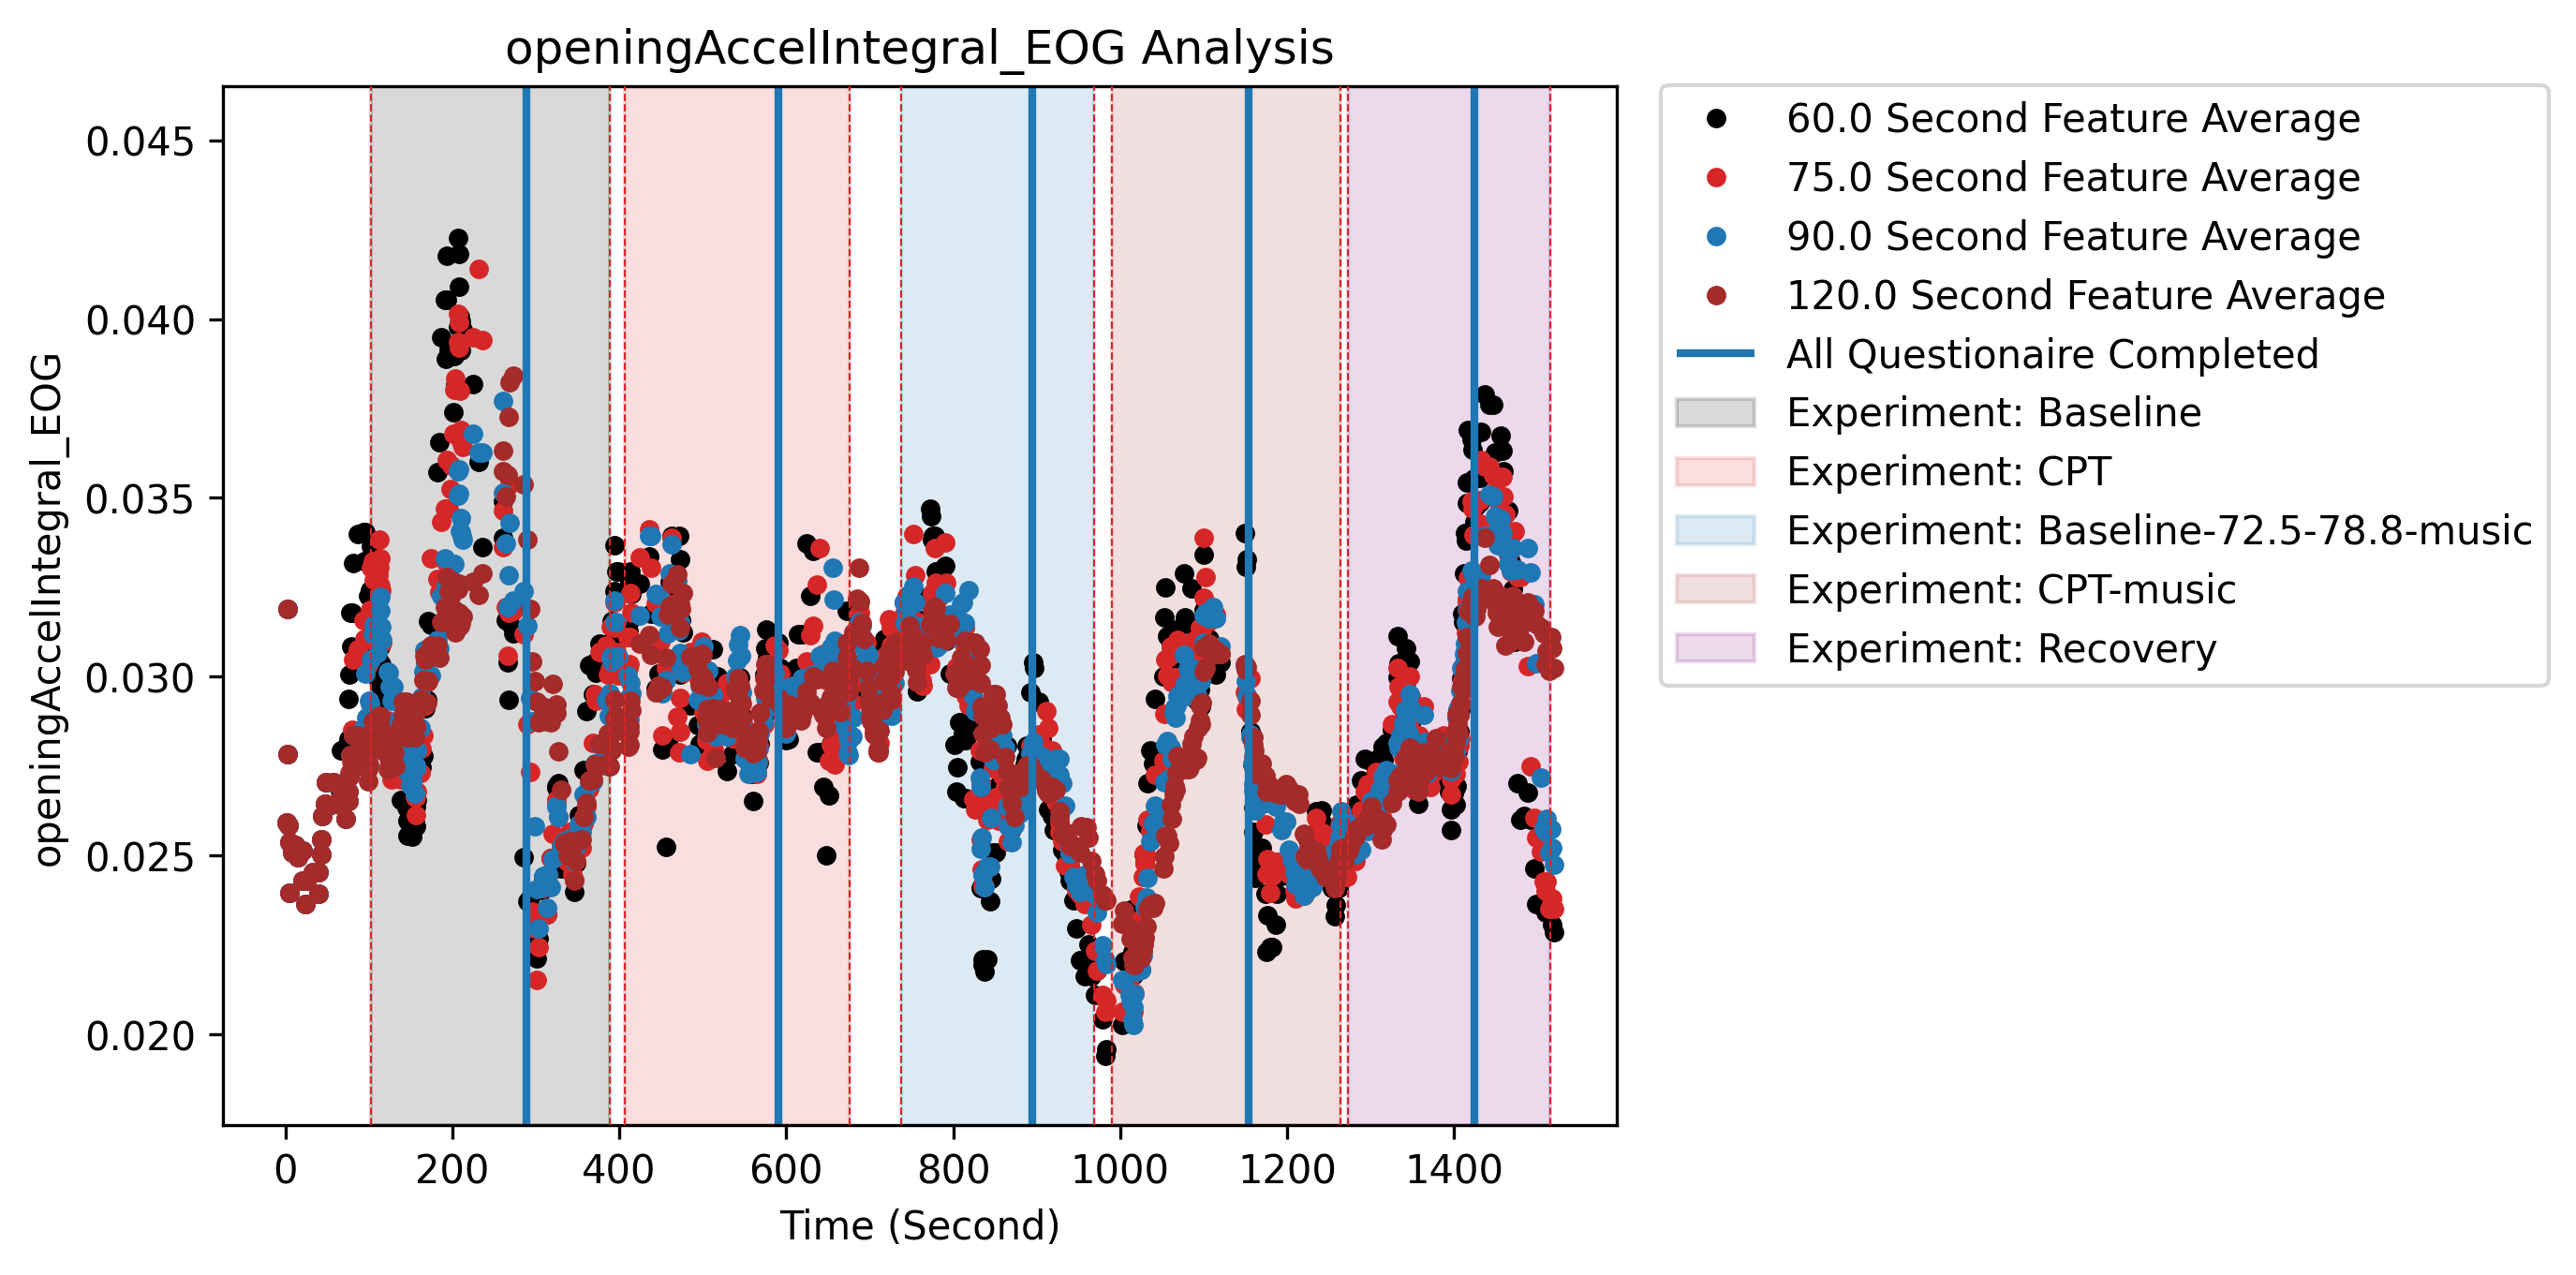 openingAccelIntegral_EOG Analysis
openingAccelIntegral_EOG
0.045
0.040
0.035
0.030
0.025
0.020
0 200 400 600 800 1000 1200 1400
Time (Second)
60.0 Second Feature Average
75.0 Second Feature Average
90.0 Second Feature Average
120.0 Second Feature Average
All Questionaire Completed
Experiment: Baseline
Experiment: CPT
Experiment: Baseline-72.5-78.8-music
Experiment: CPT-music
Experiment: Recovery